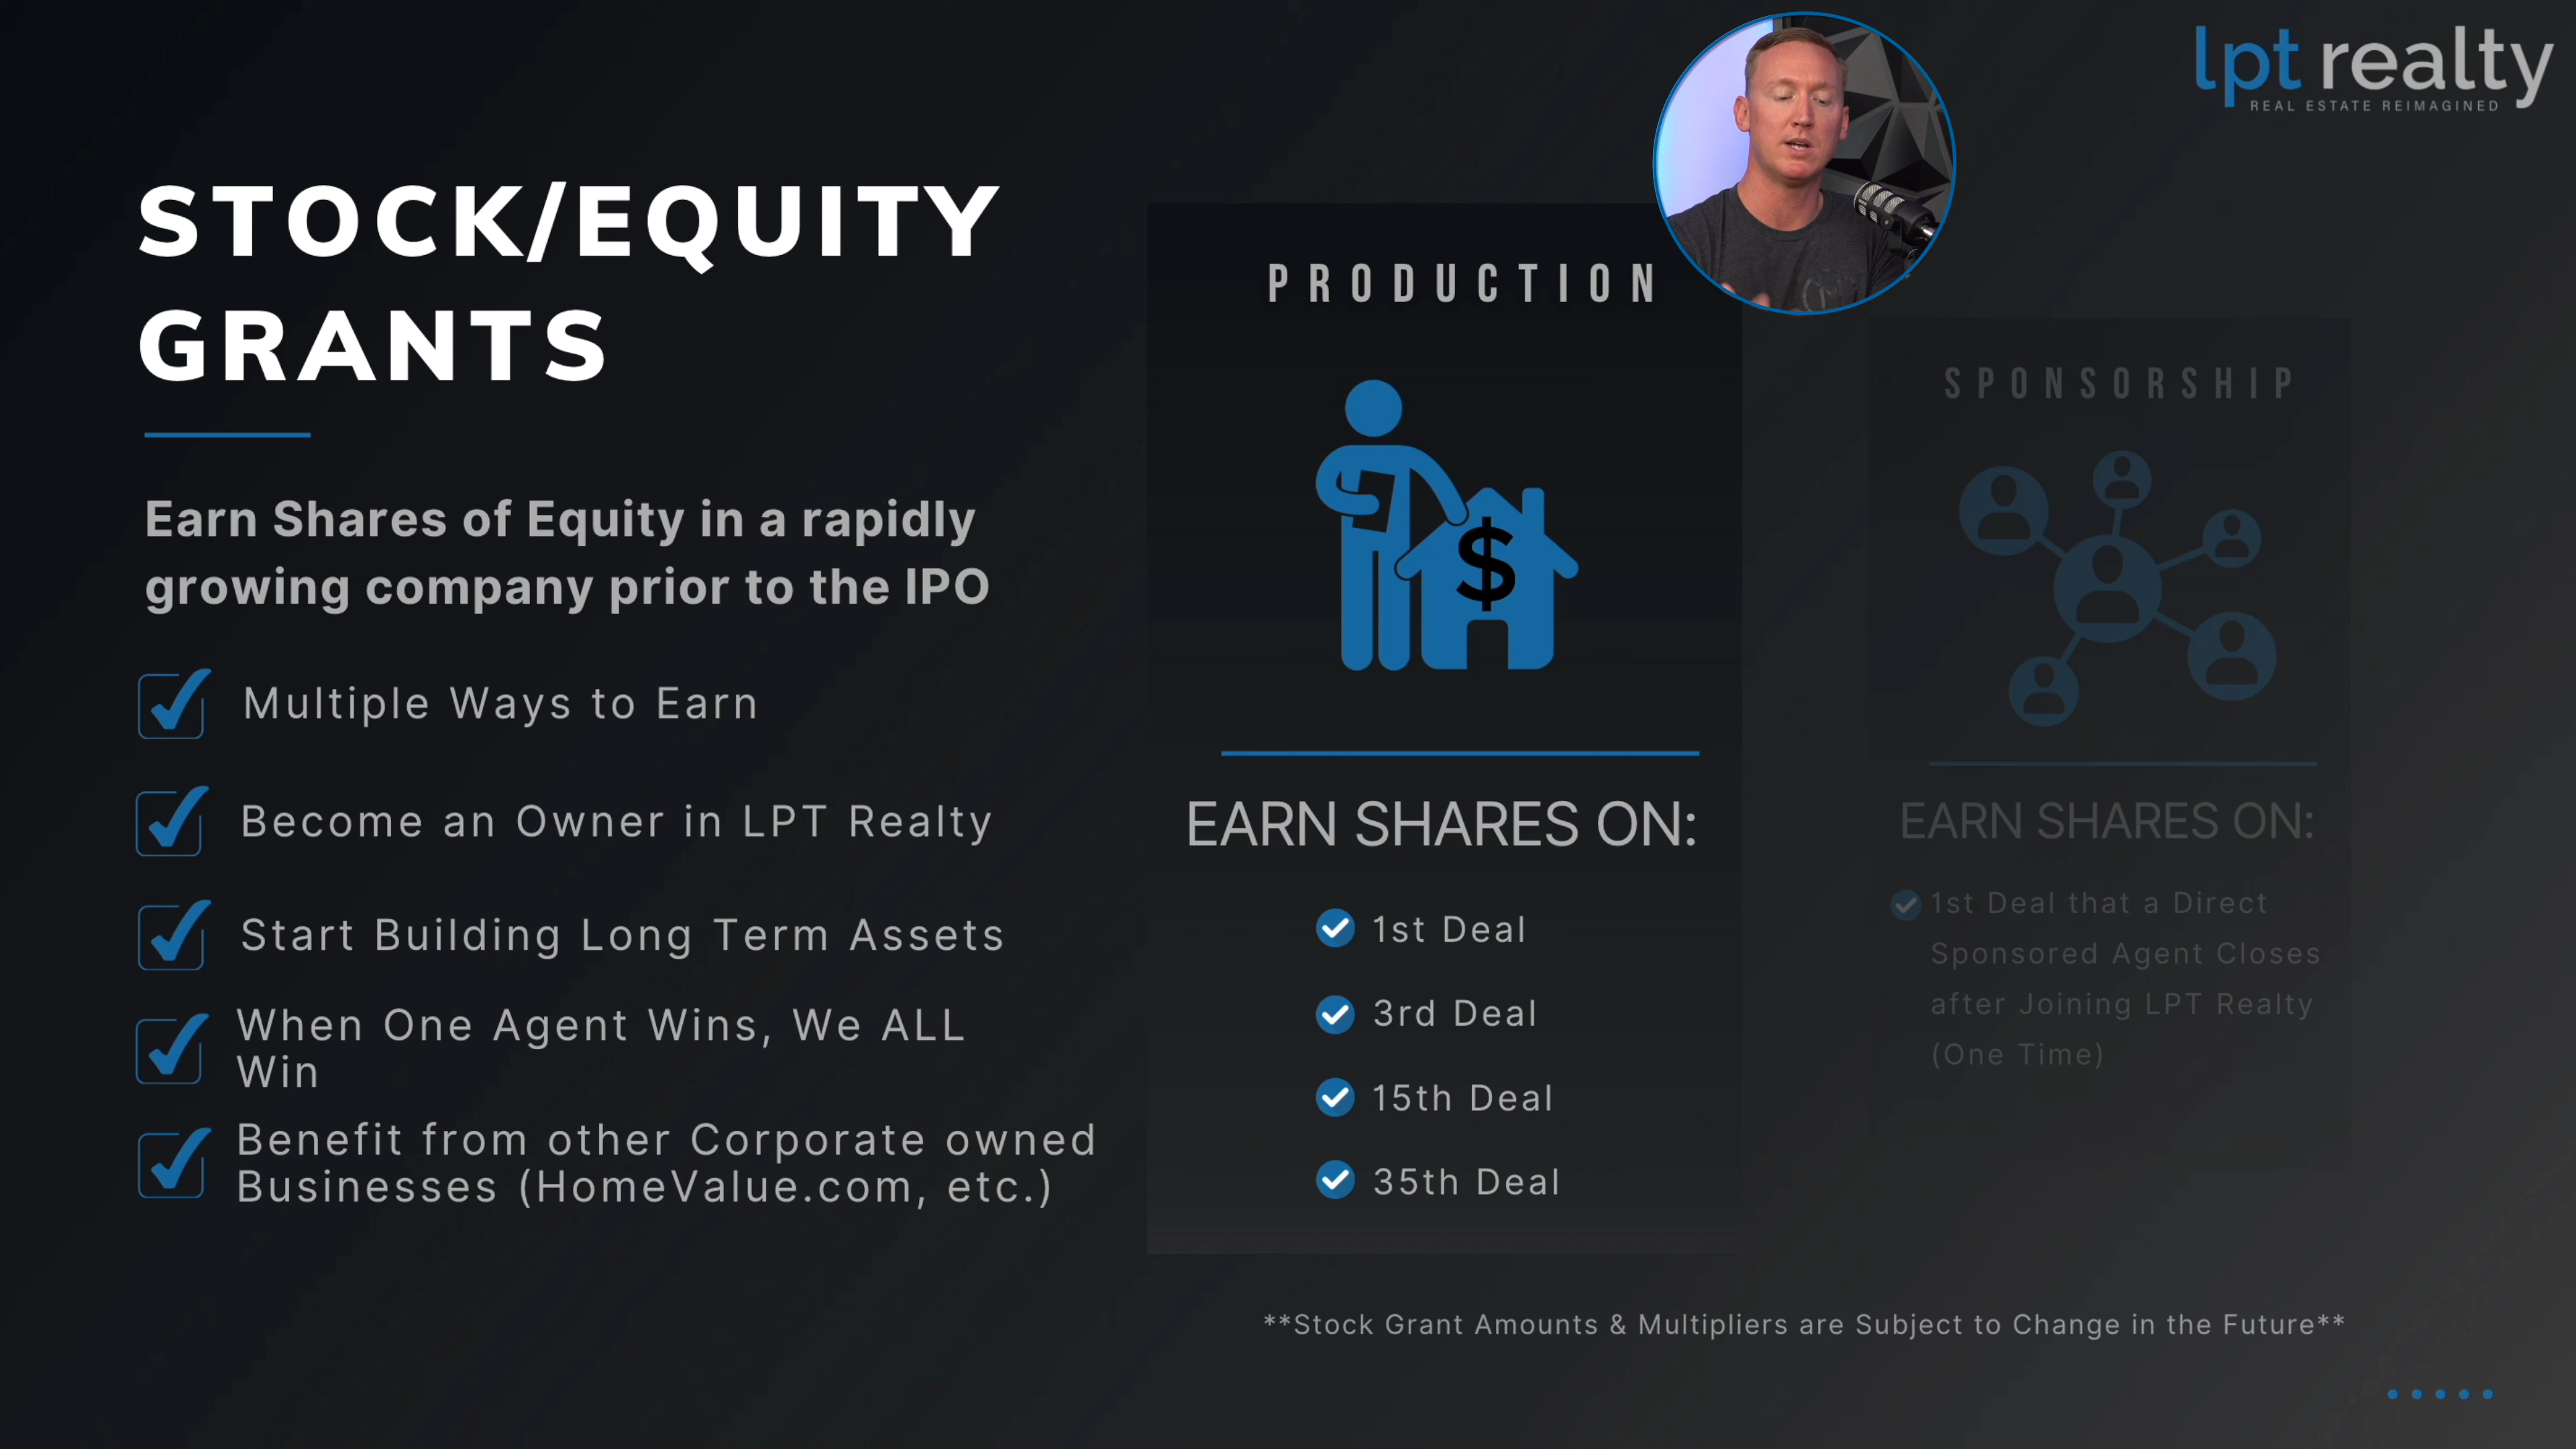 lpt realty
REAL ESTATE REIMAGINED
STOCK/EQUITY
GRANTS
Earn Shares of Equity in a rapidly
growing company prior to the IPO
Multiple Ways to Earn
Become an Owner in LPT Realty
Start Building Long Term Assets
When One Agent Wins, We ALL
Win
Benefit from other Corporate owned
Businesses (HomeValue.com, etc.)
PRODUCTION
$
EARN SHARES ON:
1st Deal
3rd Deal
15th Deal
35th Deal
SPONSORSHIP
EARN SHARES ON:
1st Deal that a Direct
Sponsored Agent Closes
after Joining LPT Realty
(One Time)
**Stock Grant Amounts & Multipliers are Subject to Change in the Future**